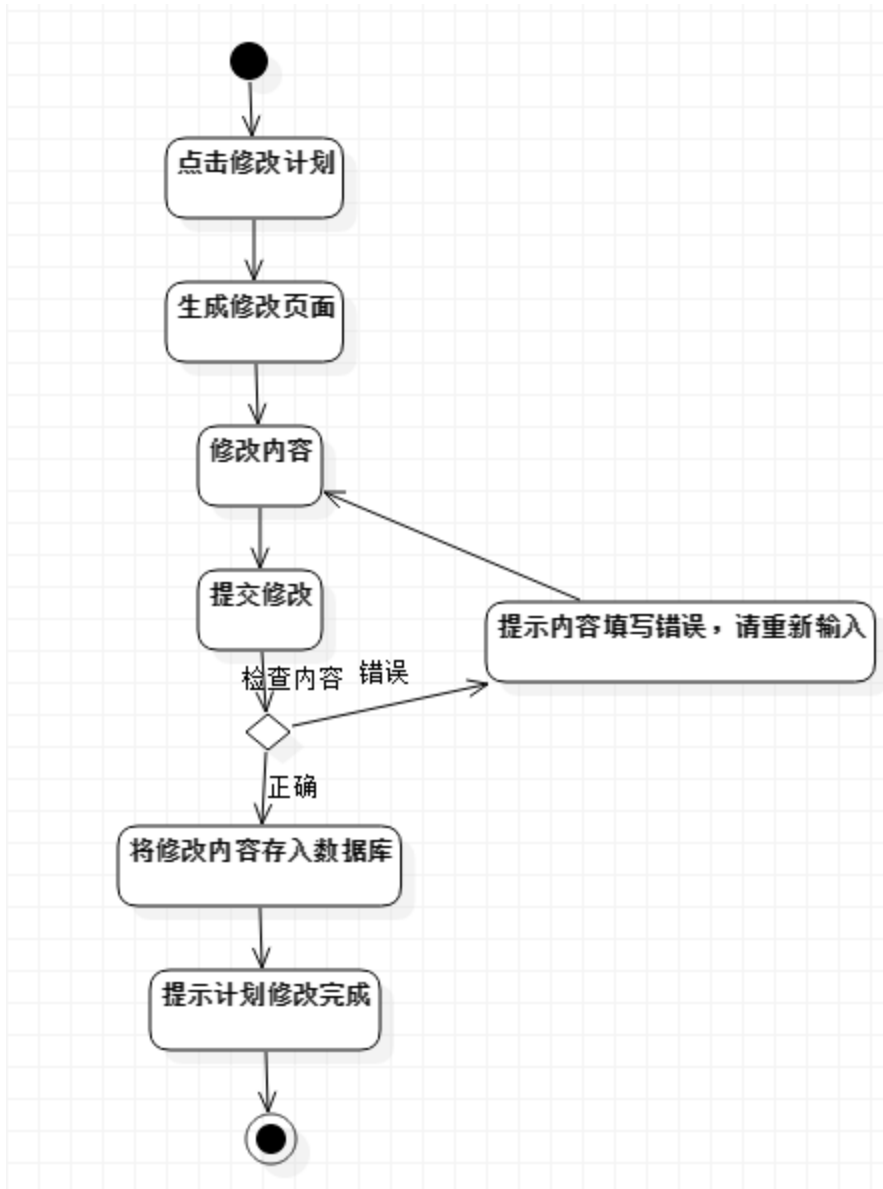 点击修改计划
生成修改页面
修改内容
提交修改
提示内容填写错误，请重新输入
检查内容
错误
正确
将修改内容存入数据库
提示计划修改完成